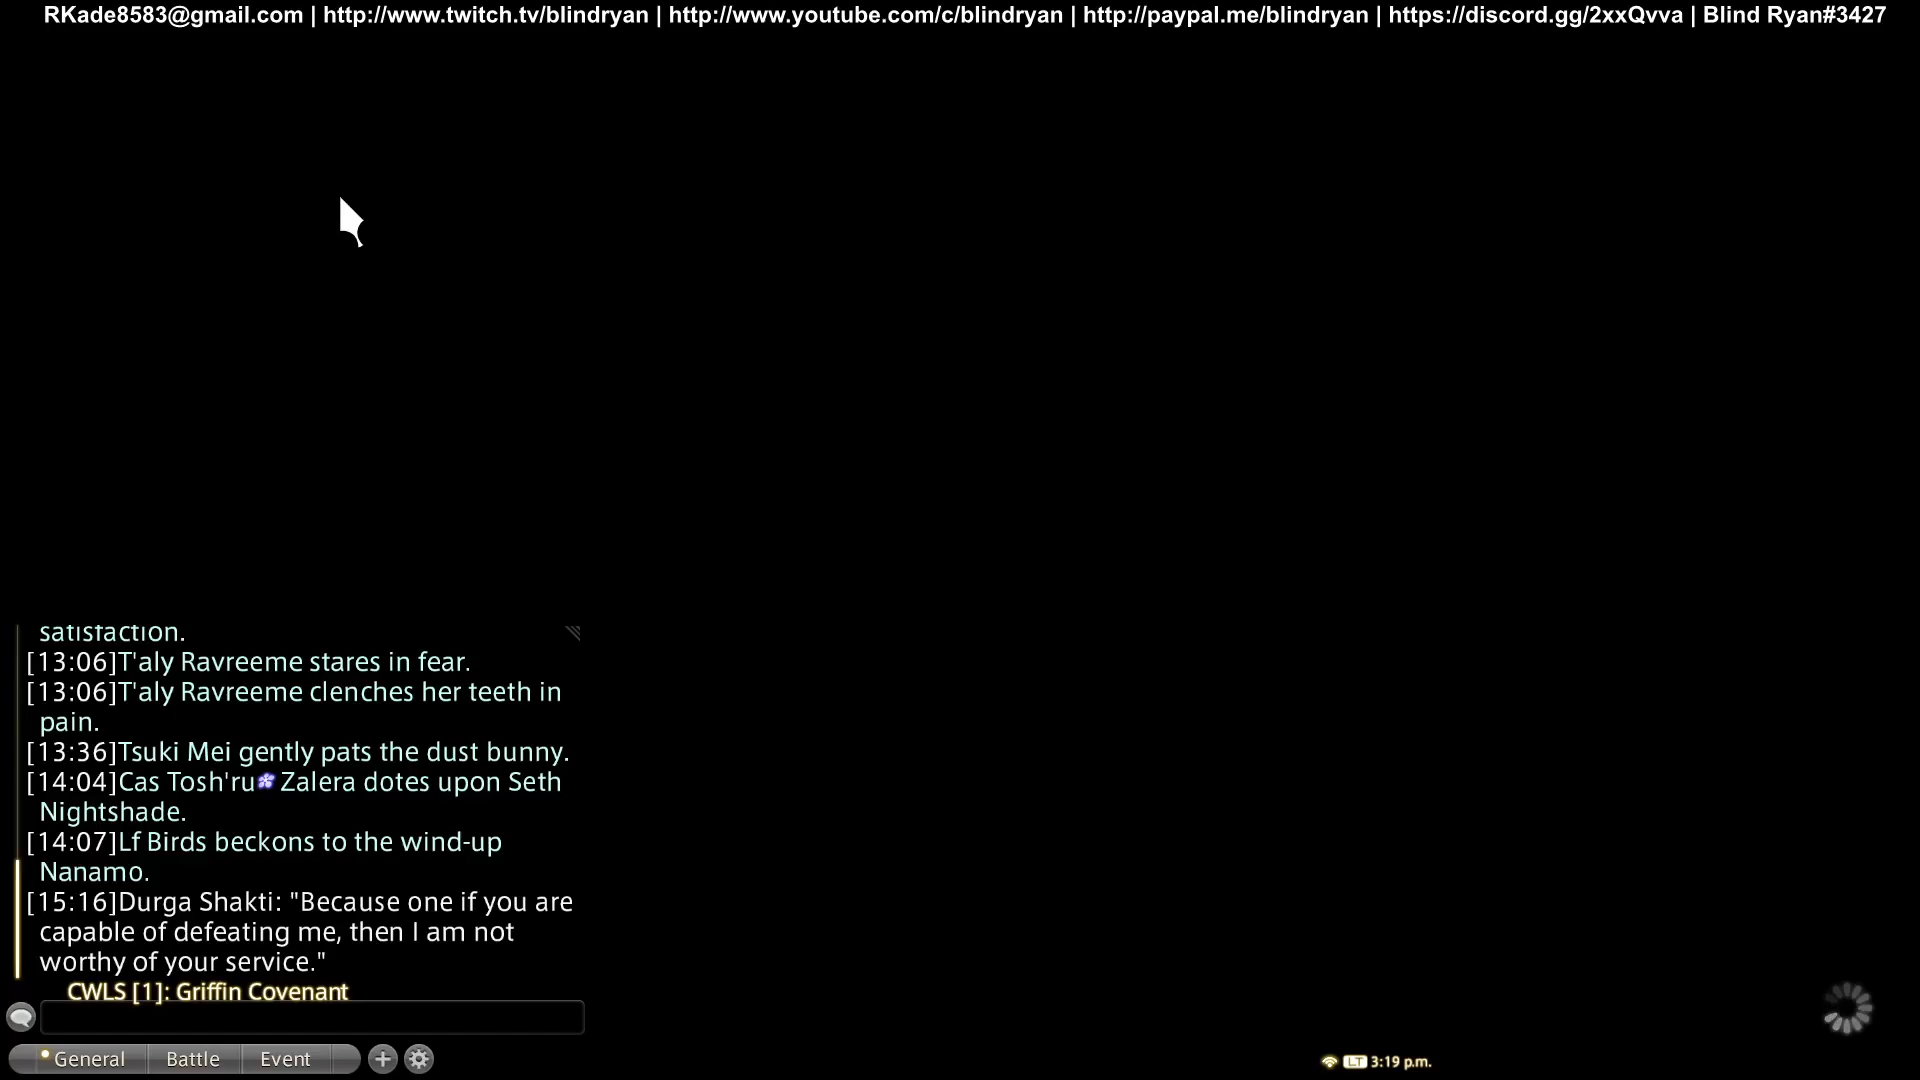 RKade8583@gmail.com | http://www.twitch.tv/blindryan | http://www.youtube.com/c/blindryan | http://paypal.me/blindryan | https://discord.gg/2xxQvva | Blind Ryan#3427
satisfaction.
[13:06]T'aly Ravreeme stares in fear.
[13:06]T'aly Ravreeme clenches her teeth in
pain.
[13:36]Tsuki Mei gently pats the dust bunny.
[14:04]Cas Tosh'ru Zalera dotes upon Seth
Nightshade.
[14:07]Lf Birds beckons to the wind-up
Nanamo.
[15:16]Durga Shakti: "Because one if you are
capable of defeating me, then I am not
worthy of your service."
CWLS [1]: Griffin Covenant
General Battle Event
LT 3:19 p.m.